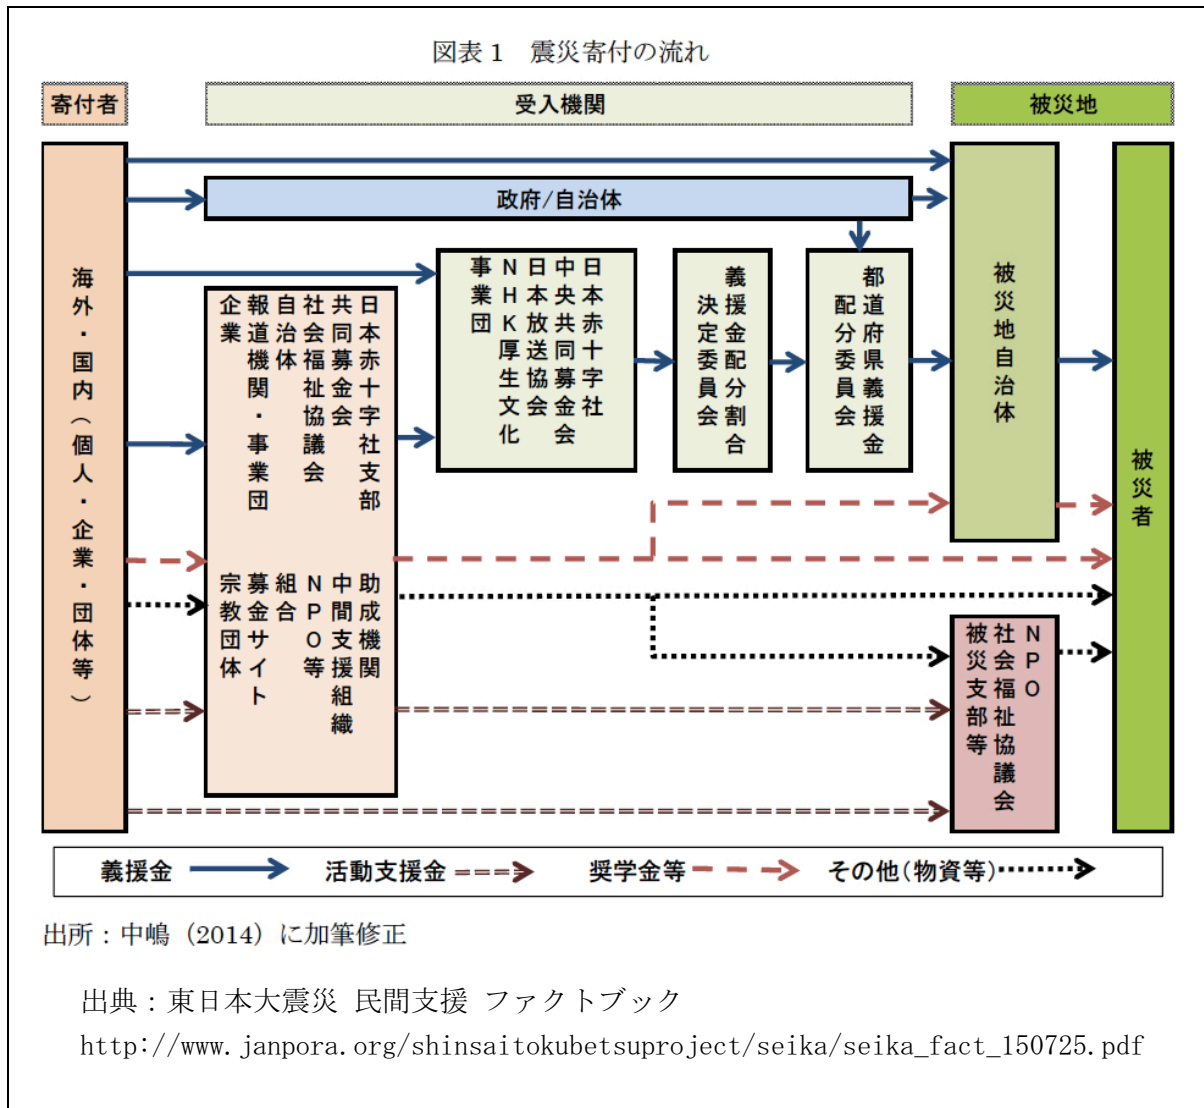 図表 1　震災寄付の流れ
寄付者
受入機関
被災地
海外・国内（個人・企業・団体等）
政府/自治体
日本赤十字社支部
共同募金会
社会福祉協議会
自治体
報道機関・事業団
企業
助成機関
中間支援組織
NPO等
組合
募金サイト
宗教団体
日本赤十字社
中央共同募金会
日本放送協会
NHK厚生文化
事業団
義援金配分割合
決定委員会
都道府県義援金
配分委員会
被災地自治体
NPO
社会福祉協議会
被災支部等
被災者
義援金
活動支援金
奨学金等
その他(物資等)
出所：中嶋（2014）に加筆修正
出典：東日本大震災 民間支援 ファクトブック
http://www.janpora.org/shinsaitokubetsuproject/seika/seika_fact_150725.pdf